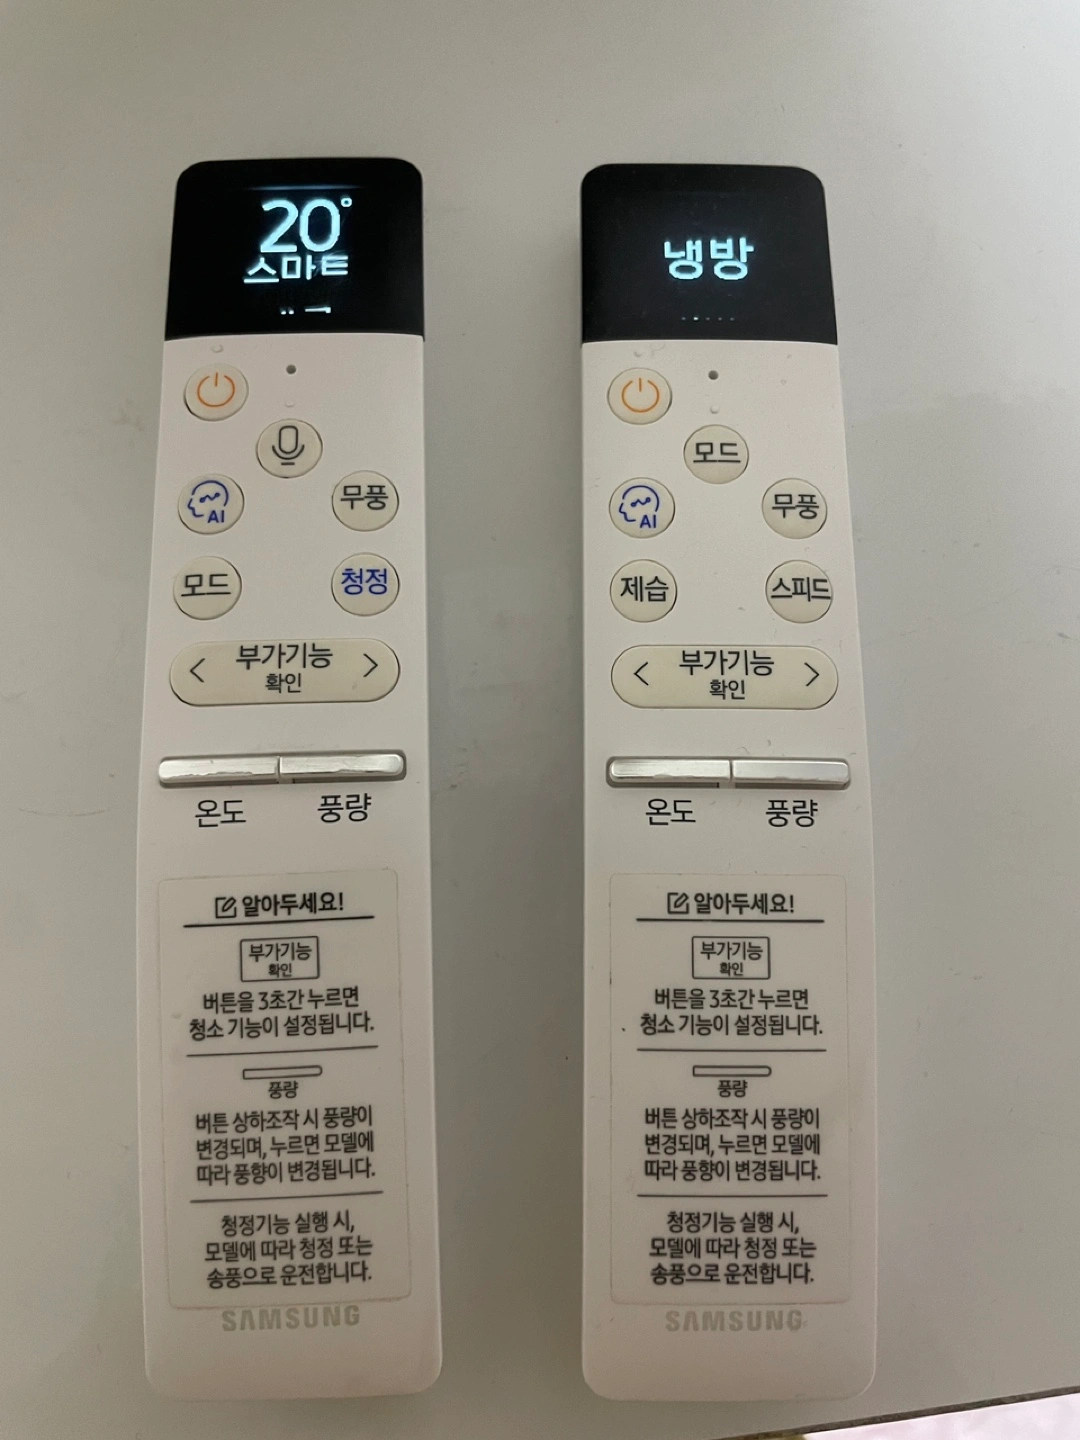 20°
스마트
AI
무풍
모드
청정
< 부가기능 >
확인
온도
풍량
알아두세요!
부가기능
확인
버튼을 3초간 누르면
청소 기능이 설정됩니다.
풍량
버튼 상하조작 시 풍량이
변경되며, 누르면 모델에
따라 풍향이 변경됩니다.
청정기능 실행 시,
모델에 따라 청정 또는
송풍으로 운전합니다.
SAMSUNG
냉방
모드
AI
무풍
제습
스피드
< 부가기능 >
확인
온도
풍량
알아두세요!
부가기능
확인
버튼을 3초간 누르면
청소 기능이 설정됩니다.
풍량
버튼 상하조작 시 풍량이
변경되며, 누르면 모델에
따라 풍향이 변경됩니다.
청정기능 실행 시,
모델에 따라 청정 또는
송풍으로 운전합니다.
SAMSUNG